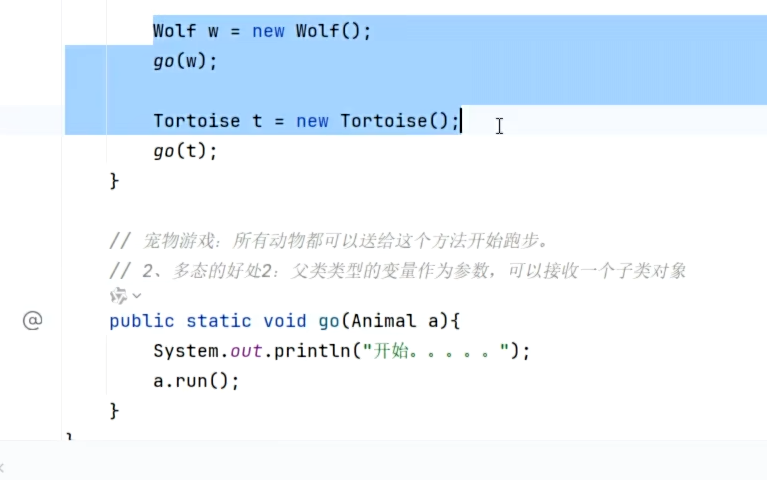 Wolf w = new Wolf();
go(w);
Tortoise t = new Tortoise();
go(t);
}
// 宠物游戏：所有动物都可以送给这个方法开始跑步。
// 2、多态的好处2：父类类型的变量作为参数，可以接收一个子类对象
@ public static void go(Animal a){
System.out.println("开始。。。。。");
a.run();
}
}